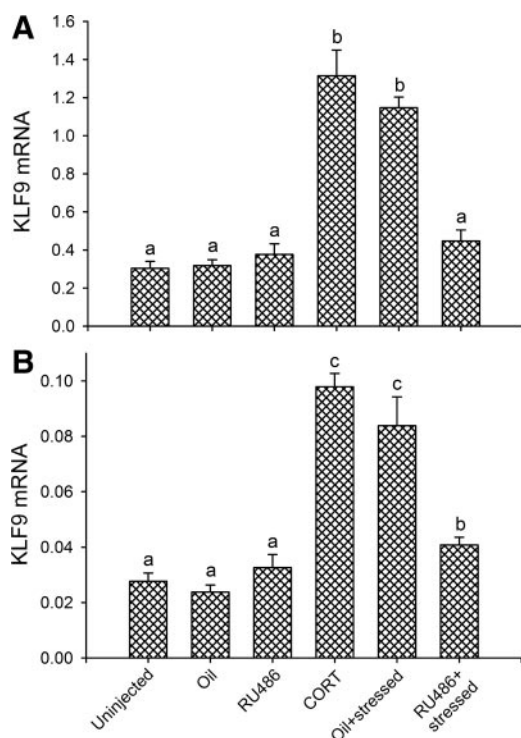 A
KLF9 mRNA
1.6
1.4
1.2
1.0
0.8
0.6
0.4
0.2
0.0
a
a
a
b
b
a
B
KLF9 mRNA
0.10
0.08
0.06
0.04
0.02
0.00
a
a
a
c
c
b
Uninjected
Oil
RU486
CORT
Oil+stressed
RU486+
stressed